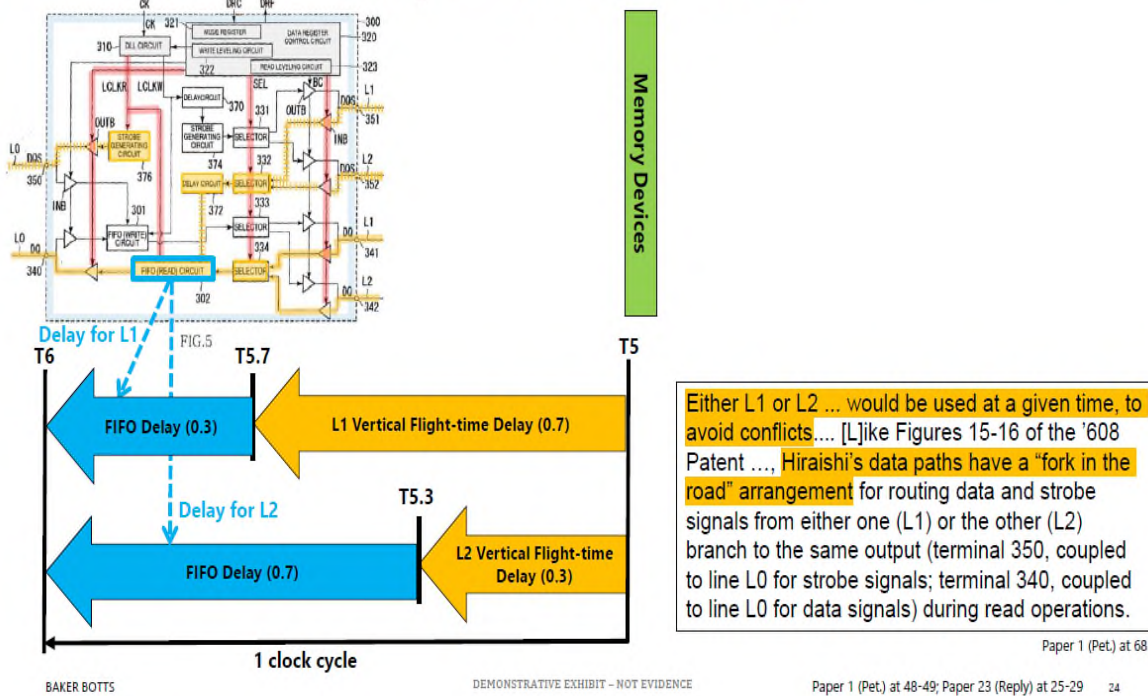 CK
DRC
DRF
CK
321
300
310
DLL CIRCUIT
MODE REGISTER
DATA REGISTER
CONTROL CIRCUIT
320
WRITE LEVELING CIRCUIT
322
READ LEVELING CIRCUIT
323
LCLKR
LCLKW
SEL
BC
L1
DELAY CIRCUIT
370
331
OUTB
DQS
351
OUTB
STROBE
GENERATING
CIRCUIT
STROBE
GENERATING
CIRCUIT
SELECTOR
INB
L0
DQS
350
376
374
332
L2
DQS
352
DELAY CIRCUIT
SELECTOR
INB
301
372
333
L1
FIFO (WRITE)
CIRCUIT
SELECTOR
DQ
341
L0
DQ
334
340
FIFO (READ) CIRCUIT
SELECTOR
L2
302
DQ
342
FIG.5
Memory Devices
Delay for L1
T6
T5.7
T5
FIFO Delay (0.3)
L1 Vertical Flight-time Delay (0.7)
Delay for L2
T5.3
FIFO Delay (0.7)
L2 Vertical Flight-time
Delay (0.3)
1 clock cycle
Either L1 or L2 ... would be used at a given time, to
avoid conflicts.... [L]ike Figures 15-16 of the '608
Patent ..., Hiraishi's data paths have a "fork in the
road" arrangement for routing data and strobe
signals from either one (L1) or the other (L2)
branch to the same output (terminal 350, coupled
to line L0 for strobe signals; terminal 340, coupled
to line L0 for data signals) during read operations.
Paper 1 (Pet.) at 68
BAKER BOTTS
DEMONSTRATIVE EXHIBIT – NOT EVIDENCE
Paper 1 (Pet.) at 48-49; Paper 23 (Reply) at 25-29
24